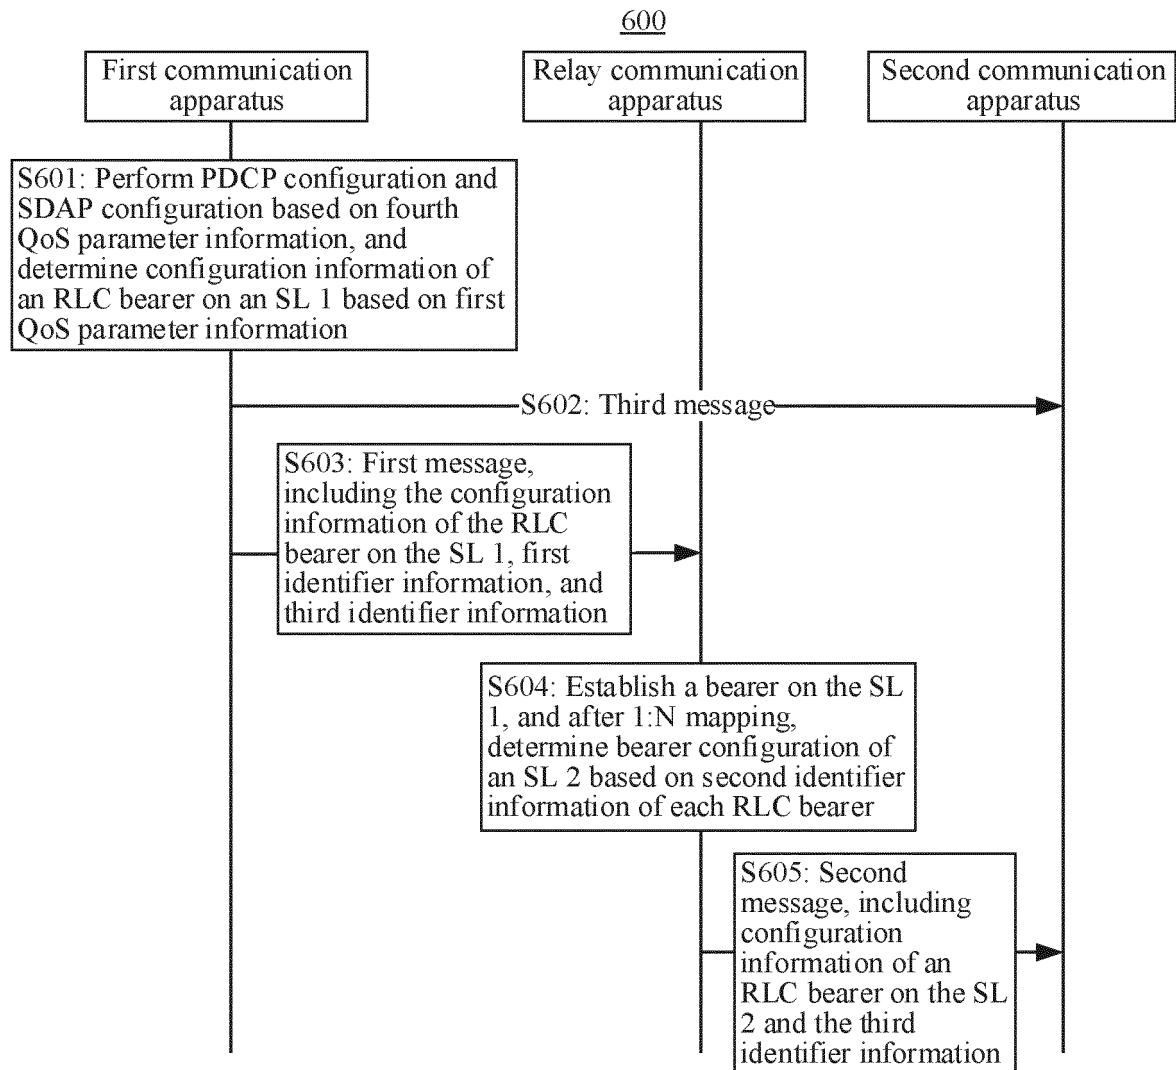 600
First communication
apparatus
Relay communication
apparatus
Second communication
apparatus
S601: Perform PDCP configuration and
SDAP configuration based on fourth
QoS parameter information, and
determine configuration information of
an RLC bearer on an SL 1 based on first
QoS parameter information
S602: Third message
S603: First message,
including the configuration
information of the RLC
bearer on the SL 1, first
identifier information, and
third identifier information
S604: Establish a bearer on the SL
1, and after 1:N mapping,
determine bearer configuration of
an SL 2 based on second identifier
information of each RLC bearer
S605: Second
message, including
configuration
information of an
RLC bearer on the SL
2 and the third
identifier information